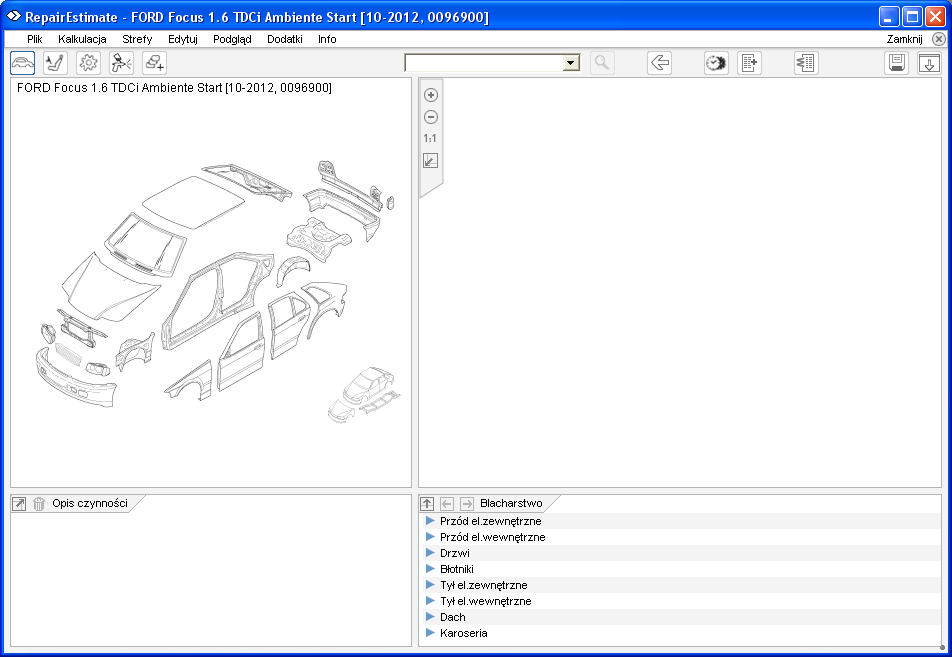 RepairEstimate - FORD Focus 1.6 TDCi Ambiente Start [10-2012, 0096900]
Plik Kalkulacja Strefy Edytuj Podgląd Dodatki Info Zamknij
FORD Focus 1.6 TDCi Ambiente Start [10-2012, 0096900]
1:1
Opis czynności
Blacharstwo
Przód el.zewnętrzne
Przód el.wewnętrzne
Drzwi
Błotniki
Tył el.zewnętrzne
Tył el.wewnętrzne
Dach
Karoseria